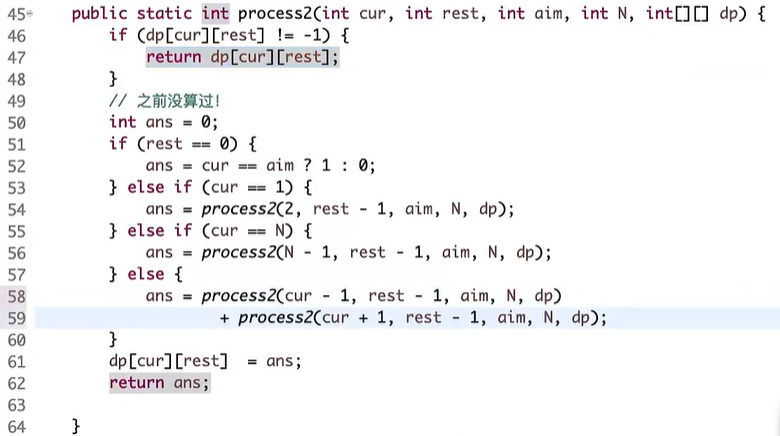 45 public static int process2(int cur, int rest, int aim, int N, int[][] dp) {
46 if (dp[cur][rest] != -1) {
47 return dp[cur][rest];
48 }
49 // 之前没算过!
50 int ans = 0;
51 if (rest == 0) {
52 ans = cur == aim ? 1 : 0;
53 } else if (cur == 1) {
54 ans = process2(2, rest - 1, aim, N, dp);
55 } else if (cur == N) {
56 ans = process2(N - 1, rest - 1, aim, N, dp);
57 } else {
58 ans = process2(cur - 1, rest - 1, aim, N, dp)
59 + process2(cur + 1, rest - 1, aim, N, dp);
60 }
61 dp[cur][rest] = ans;
62 return ans;
63
64 }